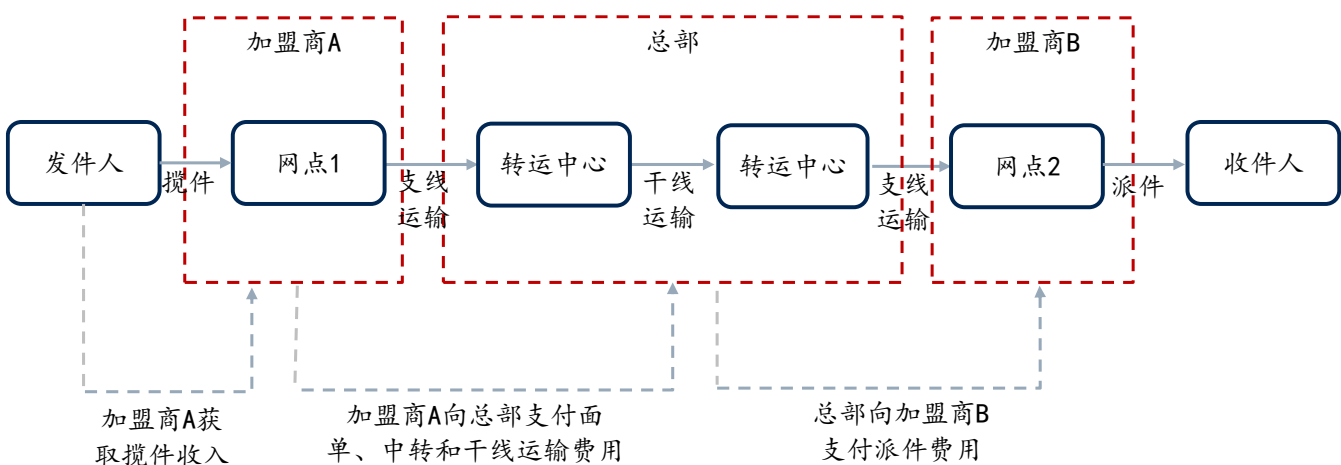 加盟商A
总部
加盟商B
发件人
揽件
网点1
支线
运输
转运中心
干线
运输
转运中心
支线
运输
网点2
派件
收件人
加盟商A获
取揽件收入
加盟商A向总部支付面
单、中转和干线运输费用
总部向加盟商B
支付派件费用